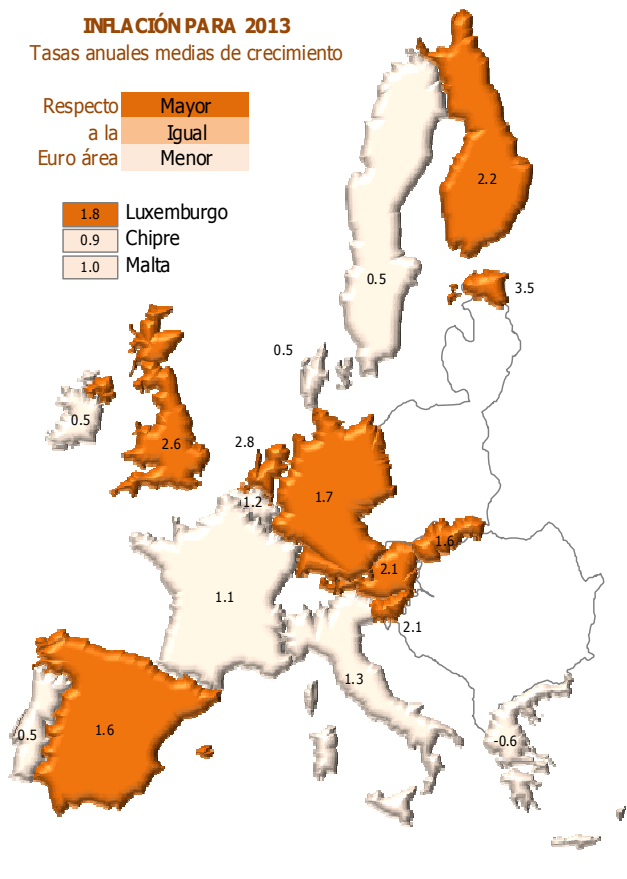 INFLACIÓN PARA 2013
Tasas anuales medias de crecimiento
Respecto Mayor
a la Igual
Euro área Menor
1.8 Luxemburgo
0.9 Chipre
1.0 Malta
2.2
0.5
3.5
0.5
0.5
2.6
2.8
1.2
1.7
1.6
2.1
1.1
2.1
1.3
0.5
1.6
-0.6